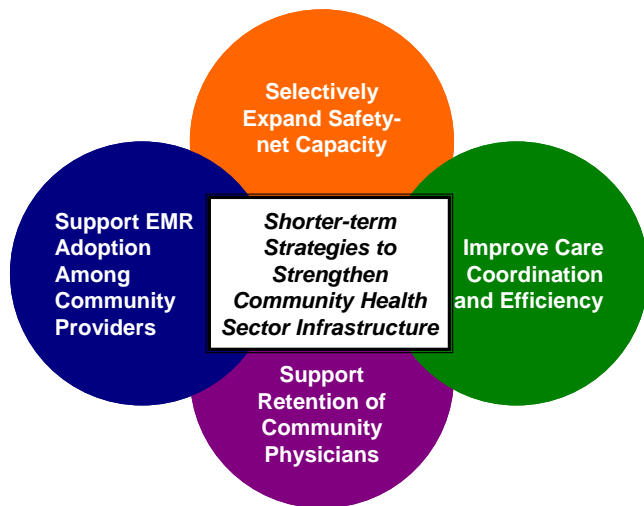 Selectively
Expand Safety-
net Capacity
Support EMR
Adoption
Among
Community
Providers
Shorter-term
Strategies to
Strengthen
Community Health
Sector Infrastructure
Improve Care
Coordination
and Efficiency
Support
Retention of
Community
Physicians